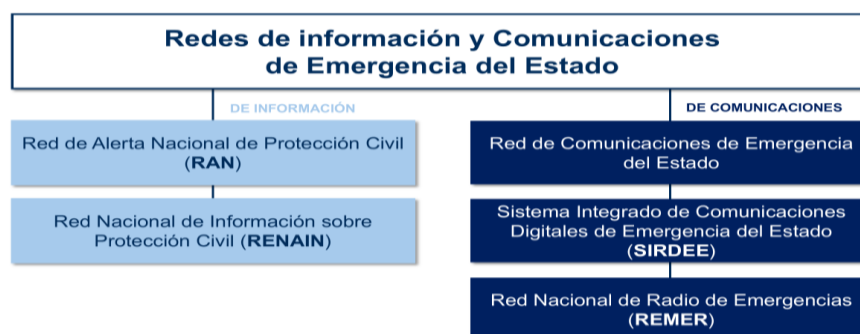 Redes de información y Comunicaciones
de Emergencia del Estado
DE INFORMACIÓN
Red de Alerta Nacional de Protección Civil
(RAN)
Red Nacional de Información sobre
Protección Civil (RENAIN)
DE COMUNICACIONES
Red de Comunicaciones de Emergencia
del Estado
Sistema Integrado de Comunicaciones
Digitales de Emergencia del Estado
(SIRDEE)
Red Nacional de Radio de Emergencias
(REMER)